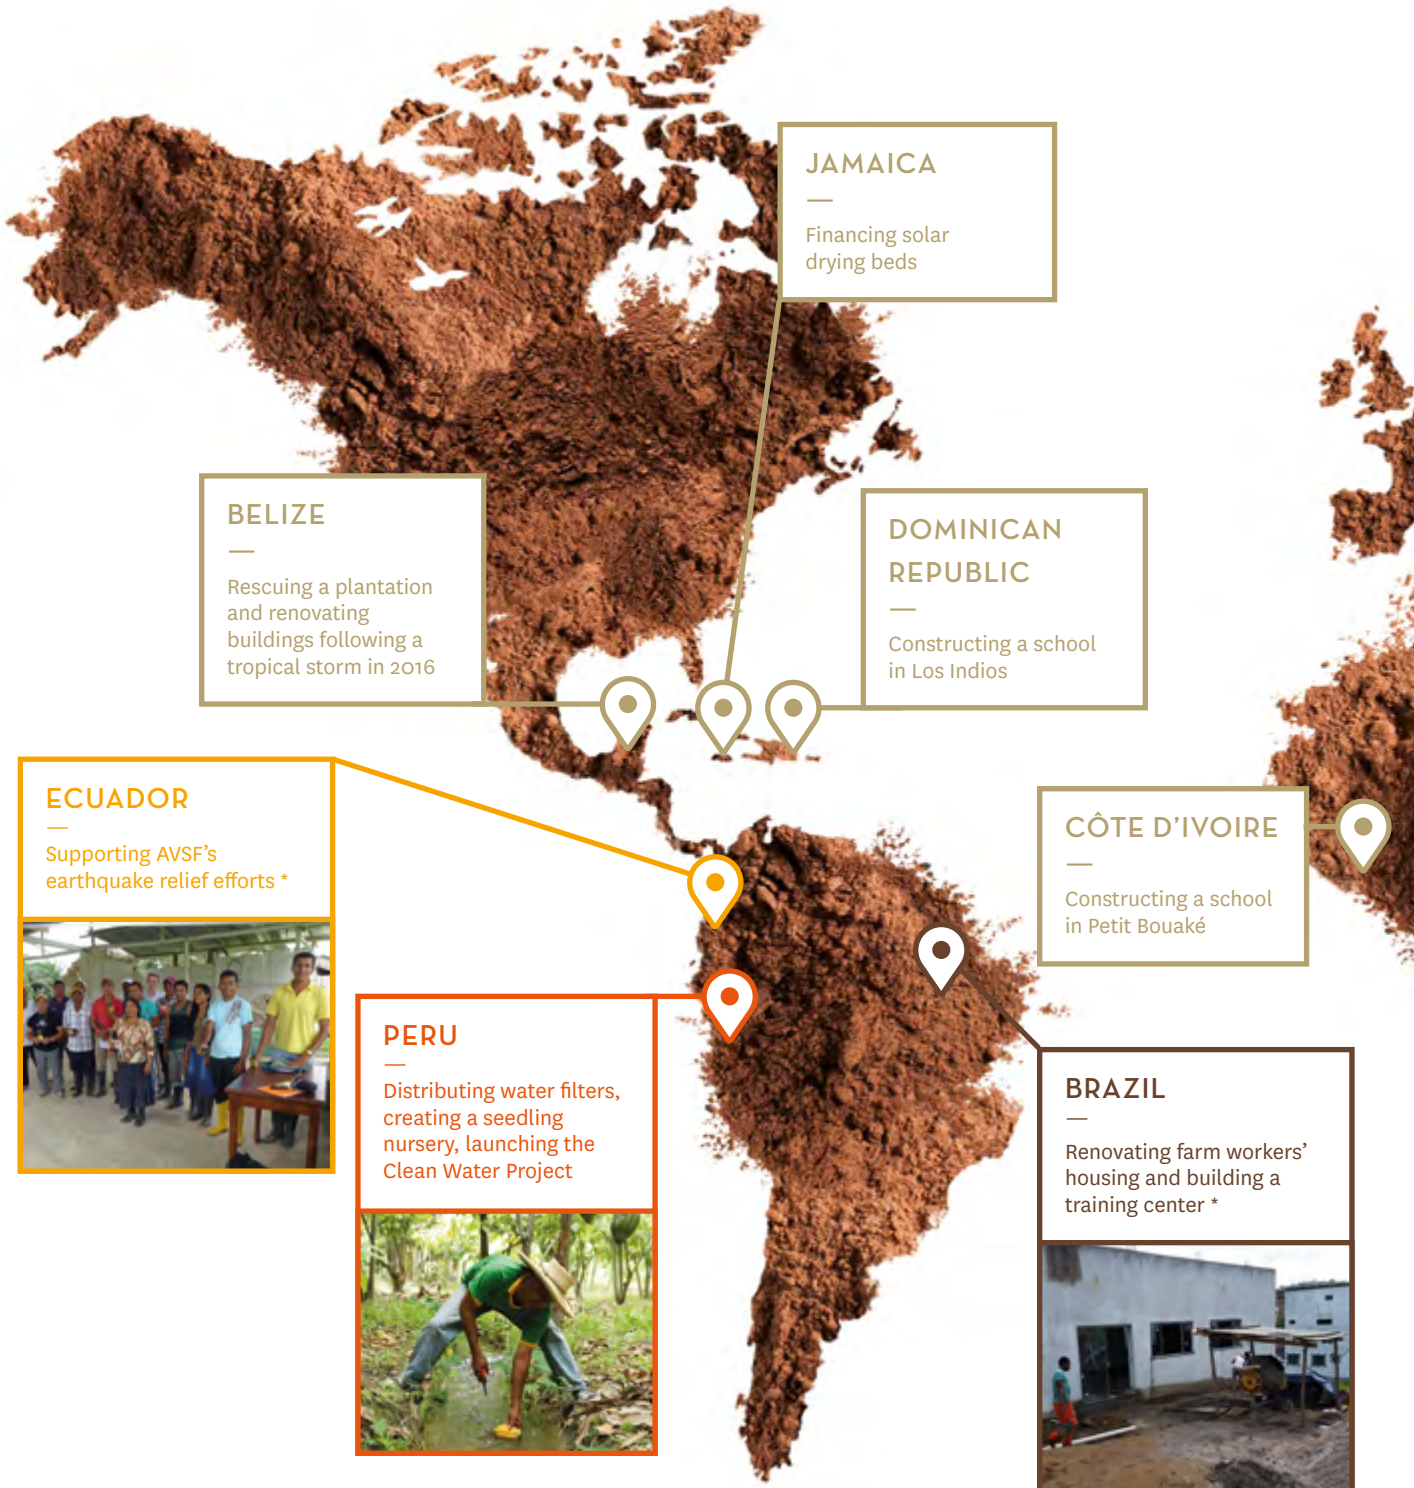 JAMAICA
—
Financing solar
drying beds
BELIZE
—
Rescuing a plantation
and renovating
buildings following a
tropical storm in 2016
DOMINICAN
REPUBLIC
—
Constructing a school
in Los Indios
ECUADOR
—
Supporting AVSF’s
earthquake relief efforts *
CÔTE D’IVOIRE
—
Constructing a school
in Petit Bouaké
PERU
—
Distributing water filters,
creating a seedling
nursery, launching the
Clean Water Project
BRAZIL
—
Renovating farm workers’
housing and building a
training center *